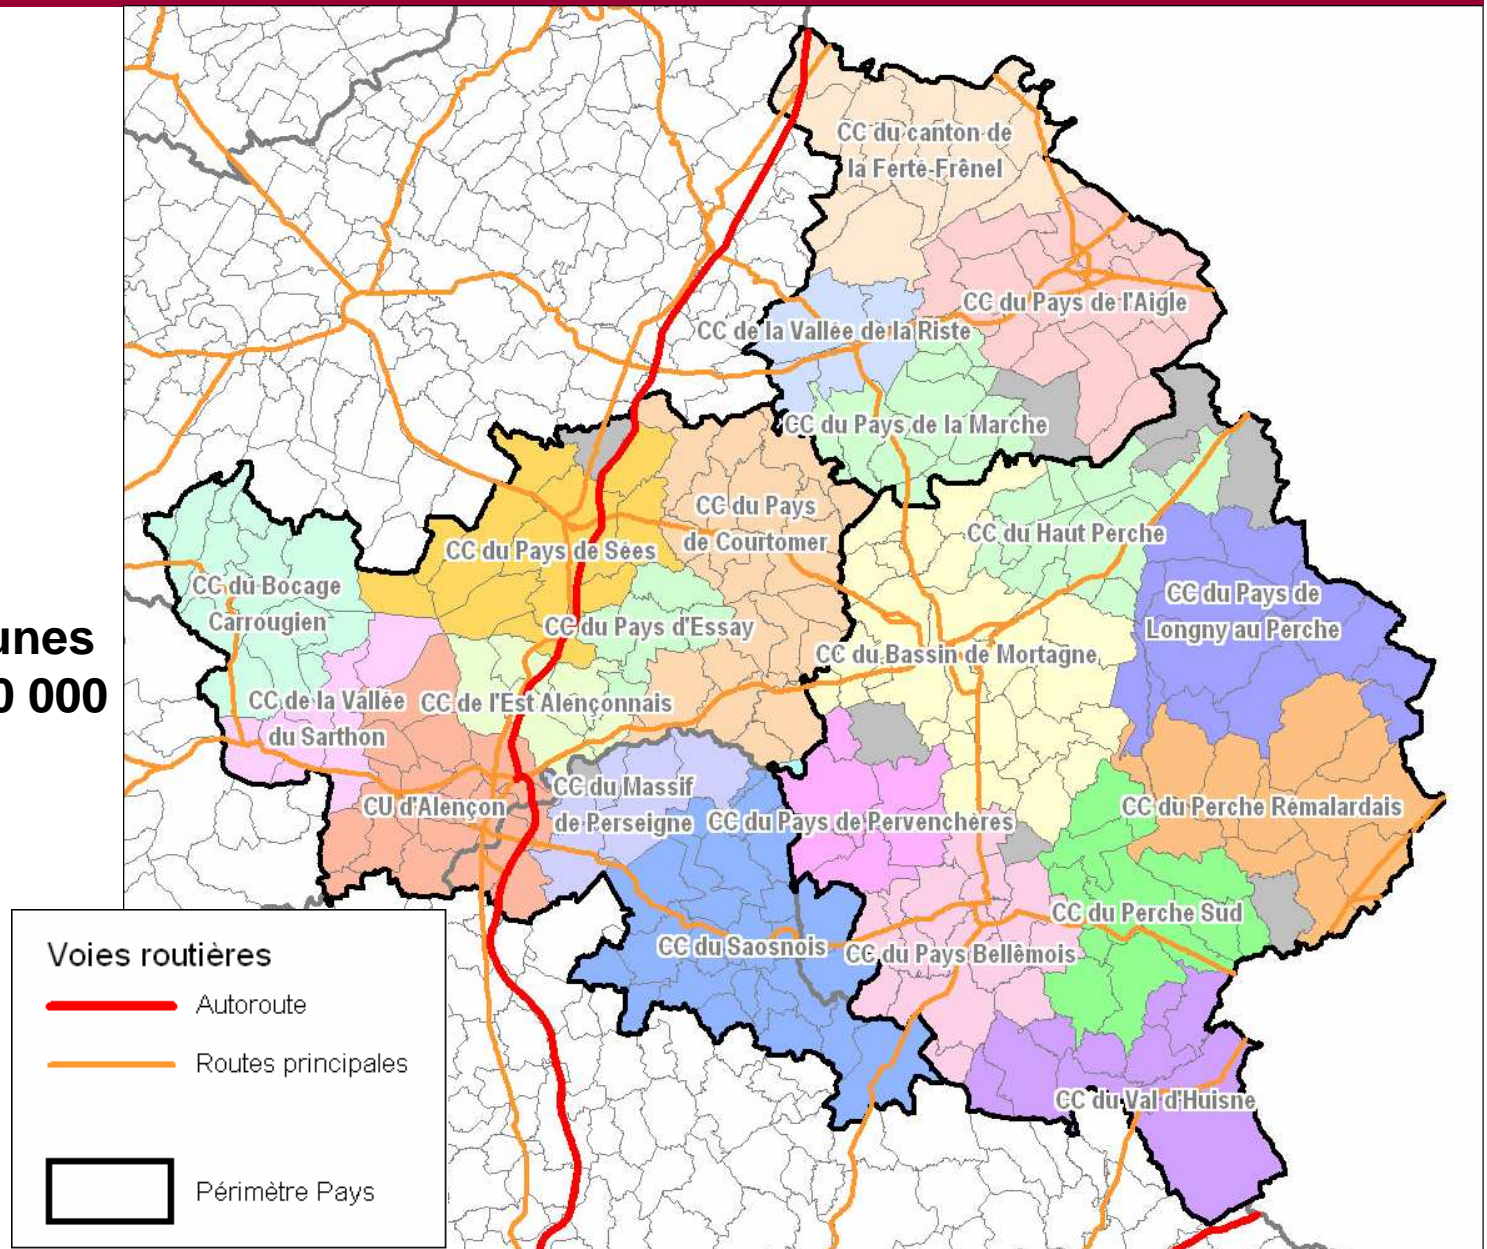 CC du canton de
la Ferté-Frênel
CC du Pays de l'Aigle
CC de la Vallée de la Riste
CC du Pays de la Marche
CC du Pays
de Courtomer
CC du Haut Perche
CC du Pays de Sées
CC du Bocage
Carrougien
CC du Pays de
Longny au Perche
CC du Pays d'Essay
unes
0 000
CC du Bassin de Mortagne
CC de la Vallée
du Sarthon
CC de l'Est Alençonnais
CC du Massif
de Perseigne
CU d'Alençon
CC du Pays de Pervenchères
CC du Perche Rémalardais
CC du Perche Sud
CC du Saosnois
CC du Pays Bellêmois
CC du Val d'Huisne
Voies routières
Autoroute
Routes principales
Périmètre Pays